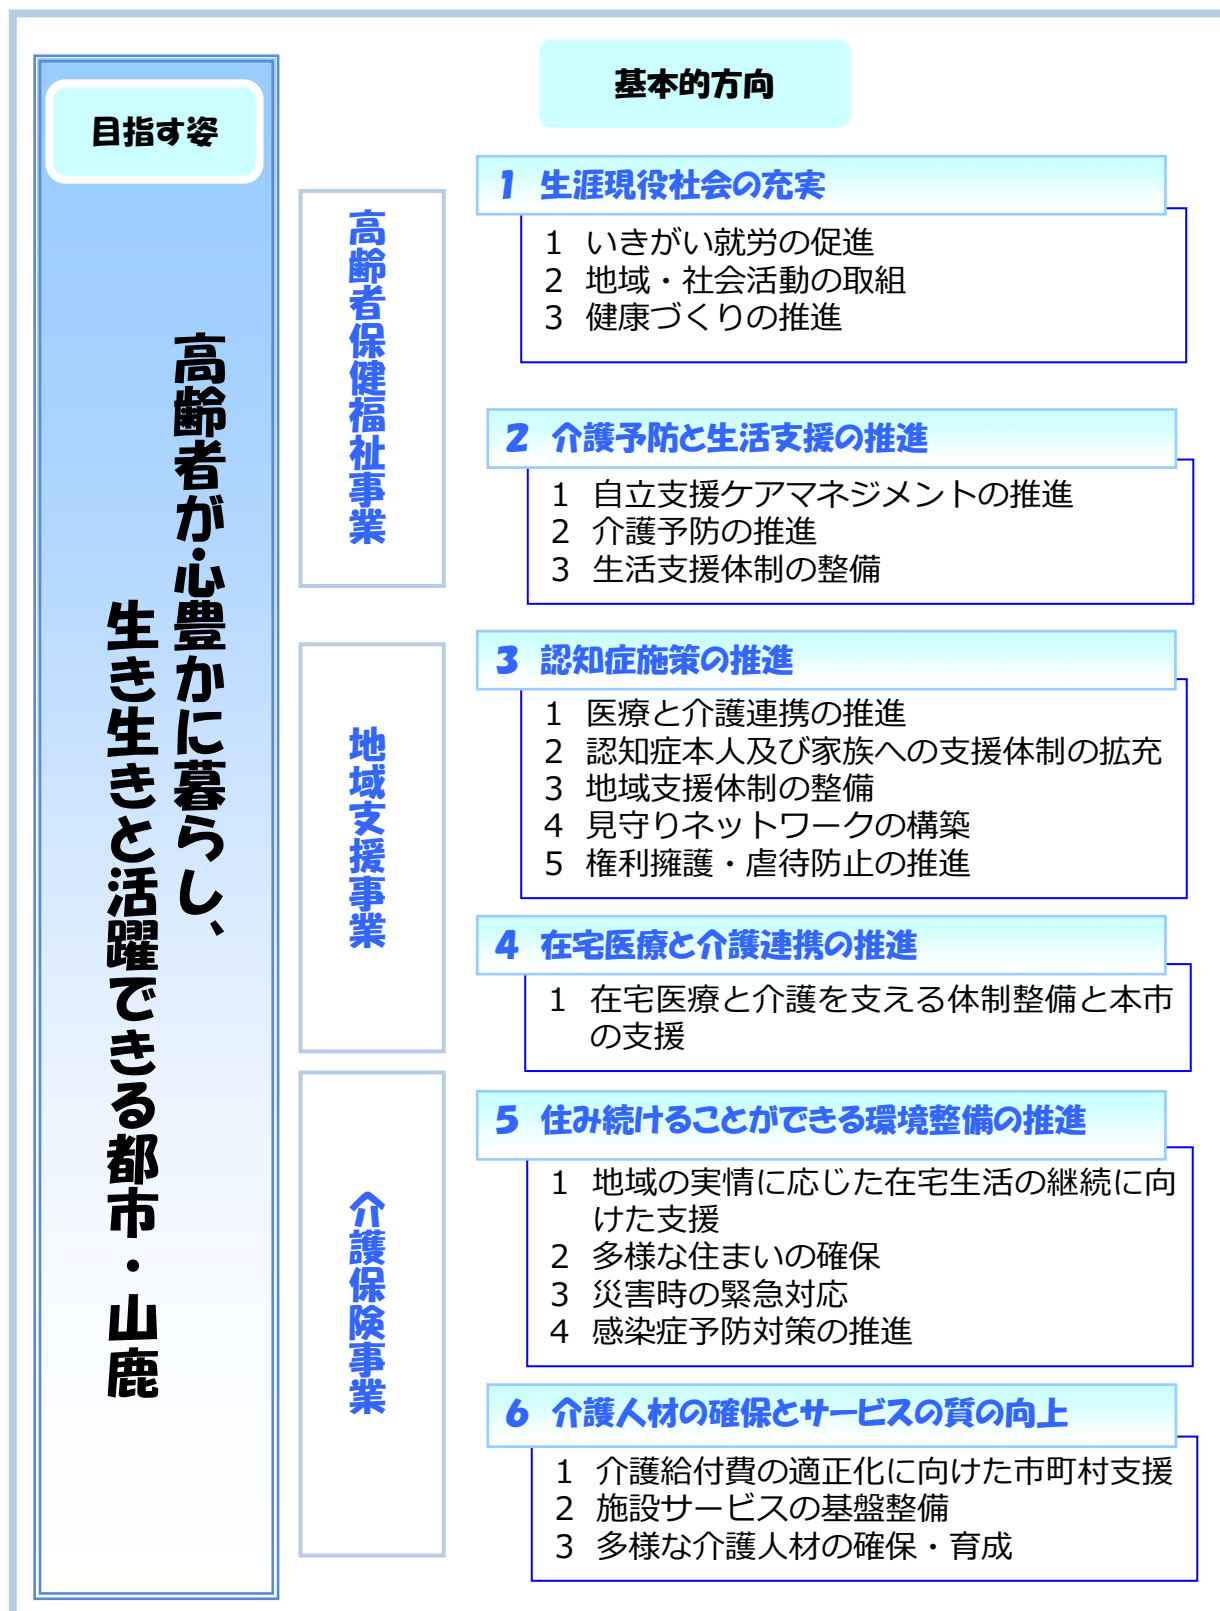 目指す姿
高齢者が心豊かに暮らし、
生き生きと活躍できる都市・山鹿
基本的方向
高齢者保健福祉事業
1 生涯現役社会の充実
1 いきがい就労の促進
2 地域・社会活動の取組
3 健康づくりの推進
2 介護予防と生活支援の推進
1 自立支援ケアマネジメントの推進
2 介護予防の推進
3 生活支援体制の整備
地域支援事業
3 認知症施策の推進
1 医療と介護連携の推進
2 認知症本人及び家族への支援体制の拡充
3 地域支援体制の整備
4 見守りネットワークの構築
5 権利擁護・虐待防止の推進
4 在宅医療と介護連携の推進
1 在宅医療と介護を支える体制整備と本市
の支援
介護保険事業
5 住み続けることができる環境整備の推進
1 地域の実情に応じた在宅生活の継続に向
けた支援
2 多様な住まいの確保
3 災害時の緊急対応
4 感染症予防対策の推進
6 介護人材の確保とサービスの質の向上
1 介護給付費の適正化に向けた市町村支援
2 施設サービスの基盤整備
3 多様な介護人材の確保・育成